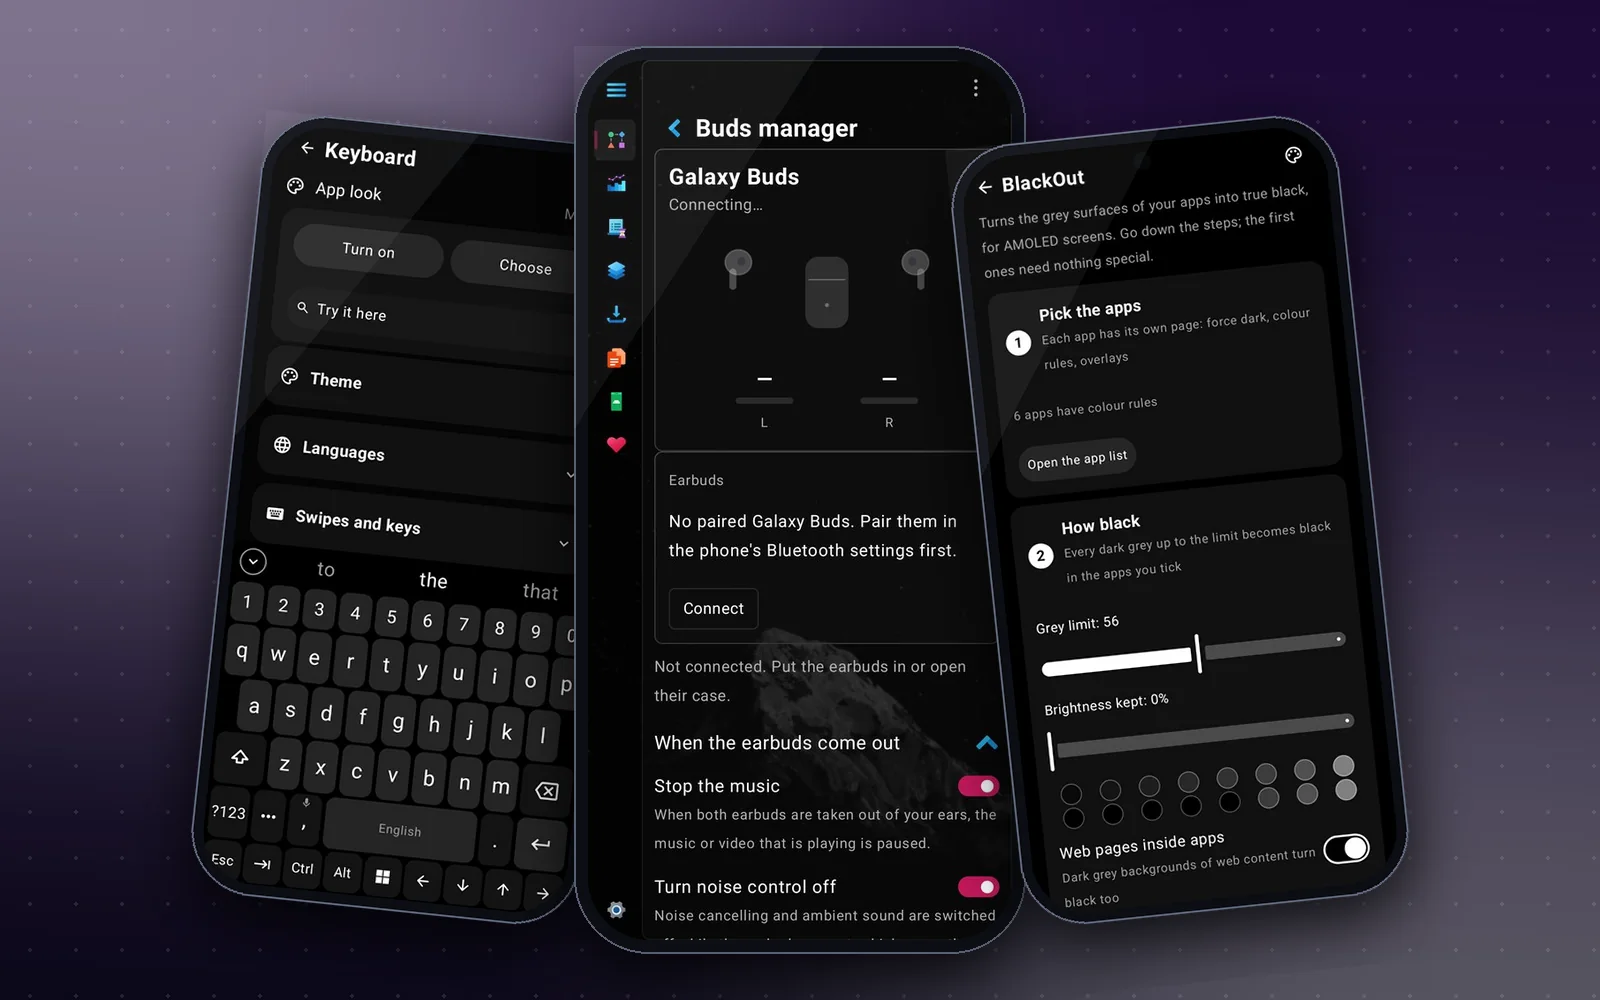 Keyboard
App look
Turn on
Choose
Try it here
Theme
Languages
Swipes and keys
to the that
1 2 3 4 5 6 7 8 9 0
q w e r t y u i o p
a s d f g h j k l
z x c v b n m
?123 , English .
Esc Ctrl Alt
Buds manager
Galaxy Buds
Connecting...
L R
Earbuds
No paired Galaxy Buds. Pair them in
the phone's Bluetooth settings first.
Connect
Not connected. Put the earbuds in or open
their case.
When the earbuds come out
Stop the music
When both earbuds are taken out of your ears, the
music or video that is playing is paused.
Turn noise control off
Noise cancelling and ambient sound are switched
BlackOut
Turns the grey surfaces of your apps into true black,
for AMOLED screens. Go down the steps; the first
ones need nothing special.
1
Pick the apps
Each app has its own page: force dark, colour
rules, overlays
6 apps have colour rules
Open the app list
2
How black
Every dark grey up to the limit becomes black
in the apps you tick
Grey limit: 56
Brightness kept: 0%
Web pages inside apps
Dark grey backgrounds of web content turn
black too